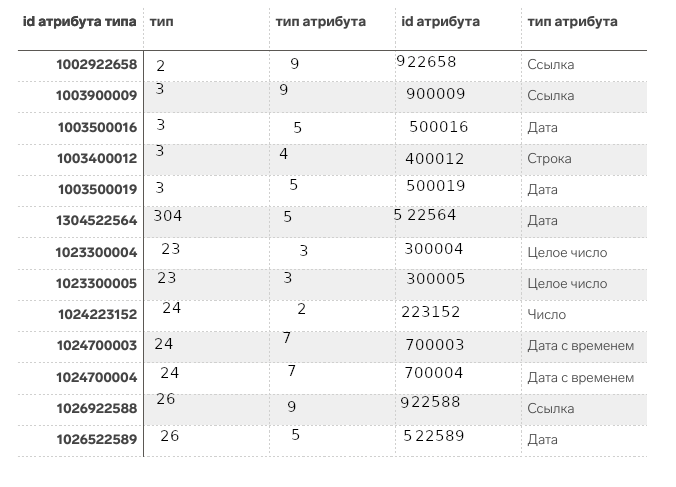 id атрибута типа тип тип атрибута id атрибута тип атрибута
1002922658 2 9 922658 Ссылка
1003900009 3 9 900009 Ссылка
1003500016 3 5 500016 Дата
1003400012 3 4 400012 Строка
1003500019 3 5 500019 Дата
1304522564 304 5 5 22564 Дата
1023300004 23 3 300004 Целое число
1023300005 23 3 300005 Целое число
1024223152 24 2 223152 Число
1024700003 24 7 700003 Дата с временем
1024700004 24 7 700004 Дата с временем
1026922588 26 9 922588 Ссылка
1026522589 26 5 522589 Дата